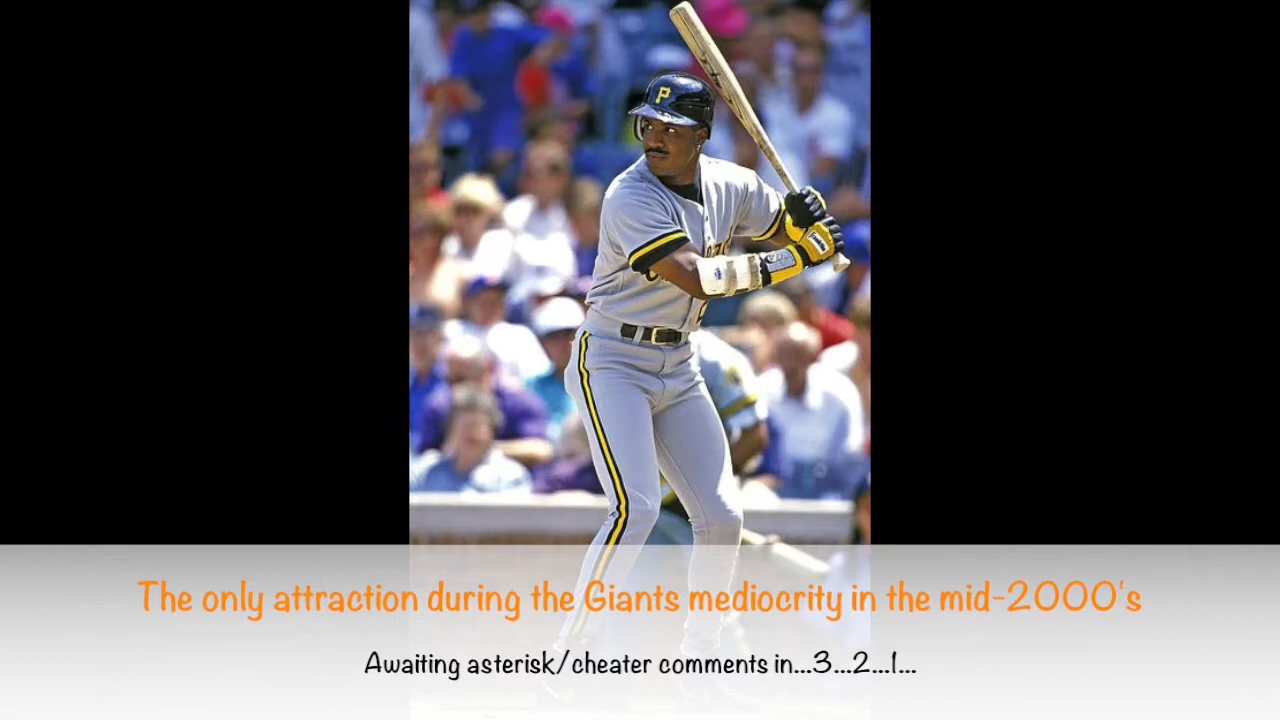 P
The only attraction during the Giants mediocrity in the mid-2000's
Awaiting asterisk/cheater comments in...3...2...1...